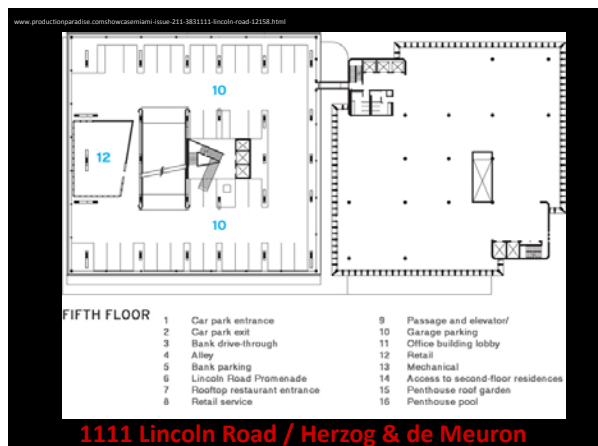 www.productionparadise.comshowcasemiami-issue-211-3831111-lincoln-road-12158.html
10
12
10
FIFTH FLOOR
1 Car park entrance
2 Car park exit
3 Bank drive-through
4 Alley
5 Bank parking
6 Lincoln Road Promenade
7 Rooftop restaurant entrance
8 Retail service
9 Passage and elevator/
10 Garage parking
11 Office building lobby
12 Retail
13 Mechanical
14 Access to second-floor residences
15 Penthouse roof garden
16 Penthouse pool
1111 Lincoln Road / Herzog & de Meuron